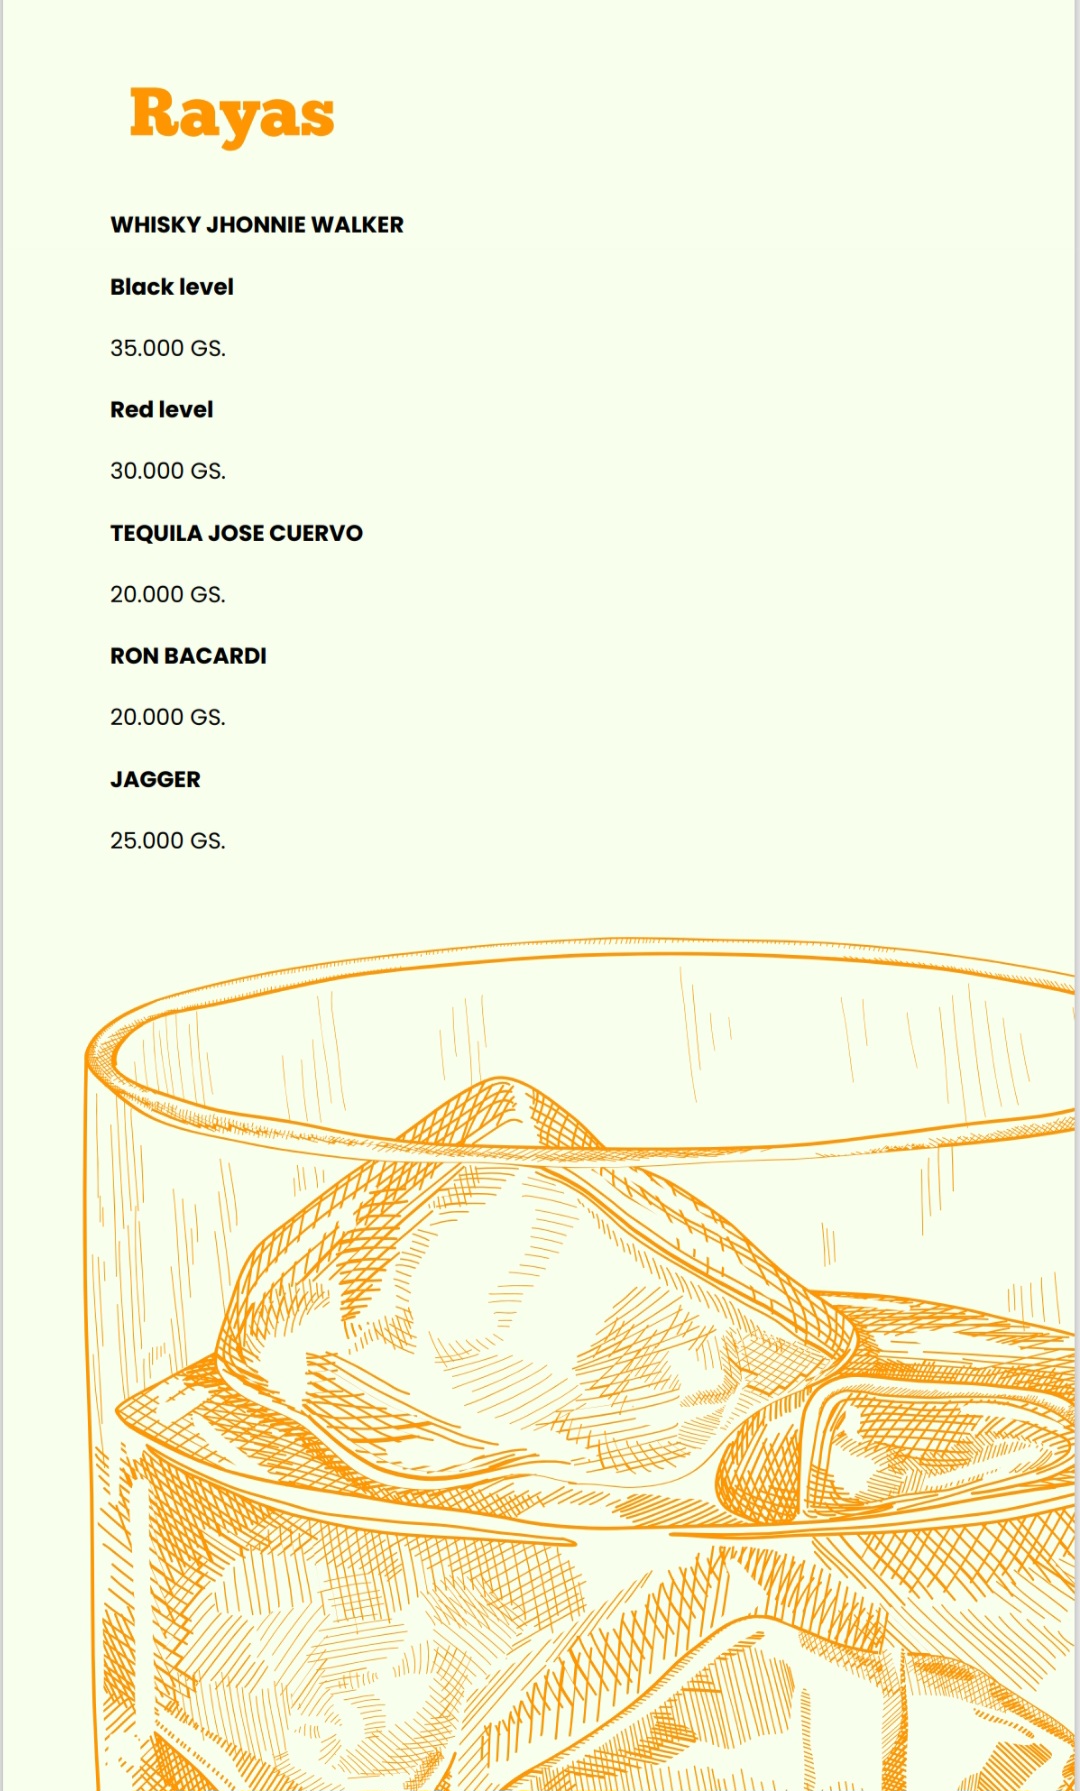 Rayas
WHISKY JHONNIE WALKER
Black level
35.000 GS.
Red level
30.000 GS.
TEQUILA JOSE CUERVO
20.000 GS.
RON BACARDI
20.000 GS.
JAGGER
25.000 GS.